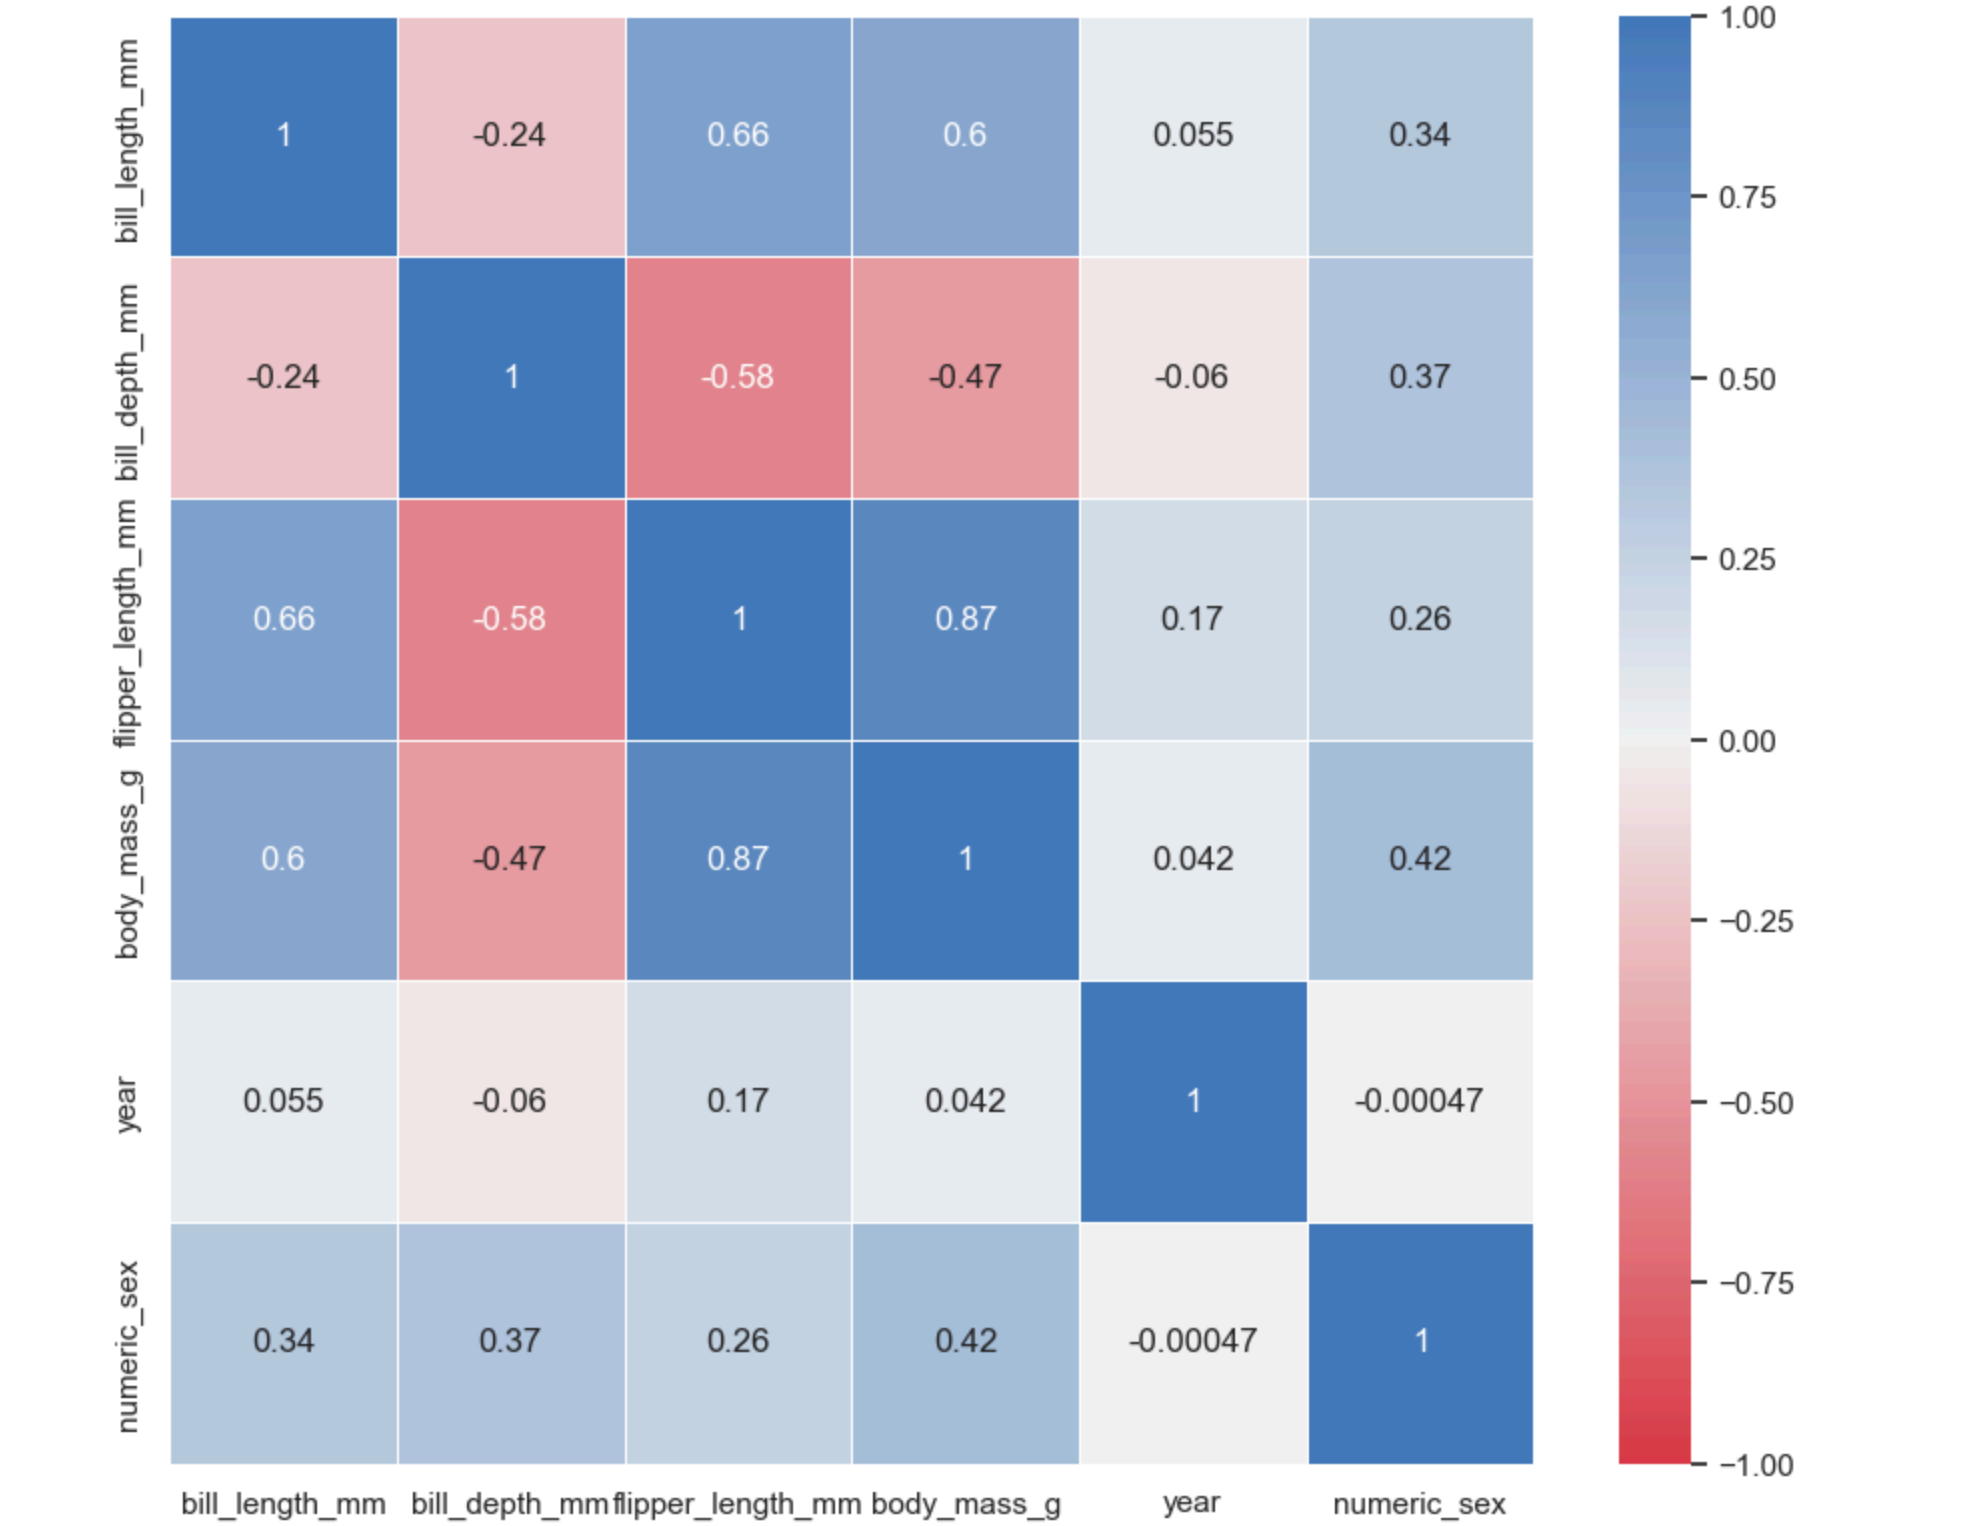 bill_length_mm 1 -0.24 0.66 0.6 0.055 0.34
bill_depth_mm -0.24 1 -0.58 -0.47 -0.06 0.37
flipper_length_mm 0.66 -0.58 1 0.87 0.17 0.26
body_mass_g 0.6 -0.47 0.87 1 0.042 0.42
year 0.055 -0.06 0.17 0.042 1 -0.00047
numeric_sex 0.34 0.37 0.26 0.42 -0.00047 1
bill_length_mm bill_depth_mm flipper_length_mm body_mass_g year numeric_sex
1.00
0.75
0.50
0.25
0.00
−0.25
−0.50
−0.75
−1.00